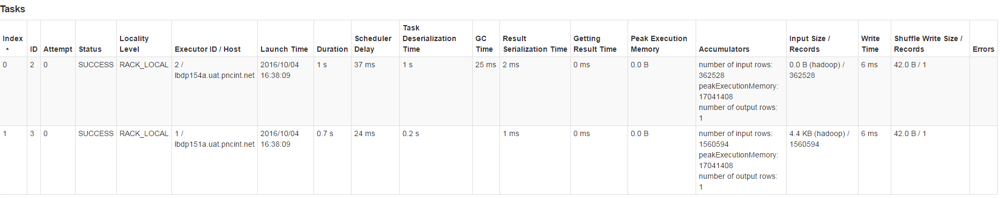 Tasks
Index ID Attempt Status Locality Level Executor ID / Host Launch Time Duration Scheduler Delay Task Deserialization Time GC Time Result Serialization Time Getting Result Time Peak Execution Memory Accumulators Input Size / Records Write Time Shuffle Write Size / Records Errors
0 2 0 SUCCESS RACK_LOCAL 2 / lbdp154a.uat.pncint.net 2016/10/04 16:38:09 1 s 37 ms 1 s 25 ms 2 ms 0 ms 0.0 B number of input rows: 362528 peakExecutionMemory: 17041408 number of output rows: 1 0.0 B (hadoop) / 362528 6 ms 42.0 B / 1
1 3 0 SUCCESS RACK_LOCAL 1 / lbdp151a.uat.pncint.net 2016/10/04 16:38:09 0.7 s 24 ms 0.2 s 1 ms 0 ms 0.0 B number of input rows: 1560594 peakExecutionMemory: 17041408 number of output rows: 1 4.4 KB (hadoop) / 1560594 6 ms 42.0 B / 1